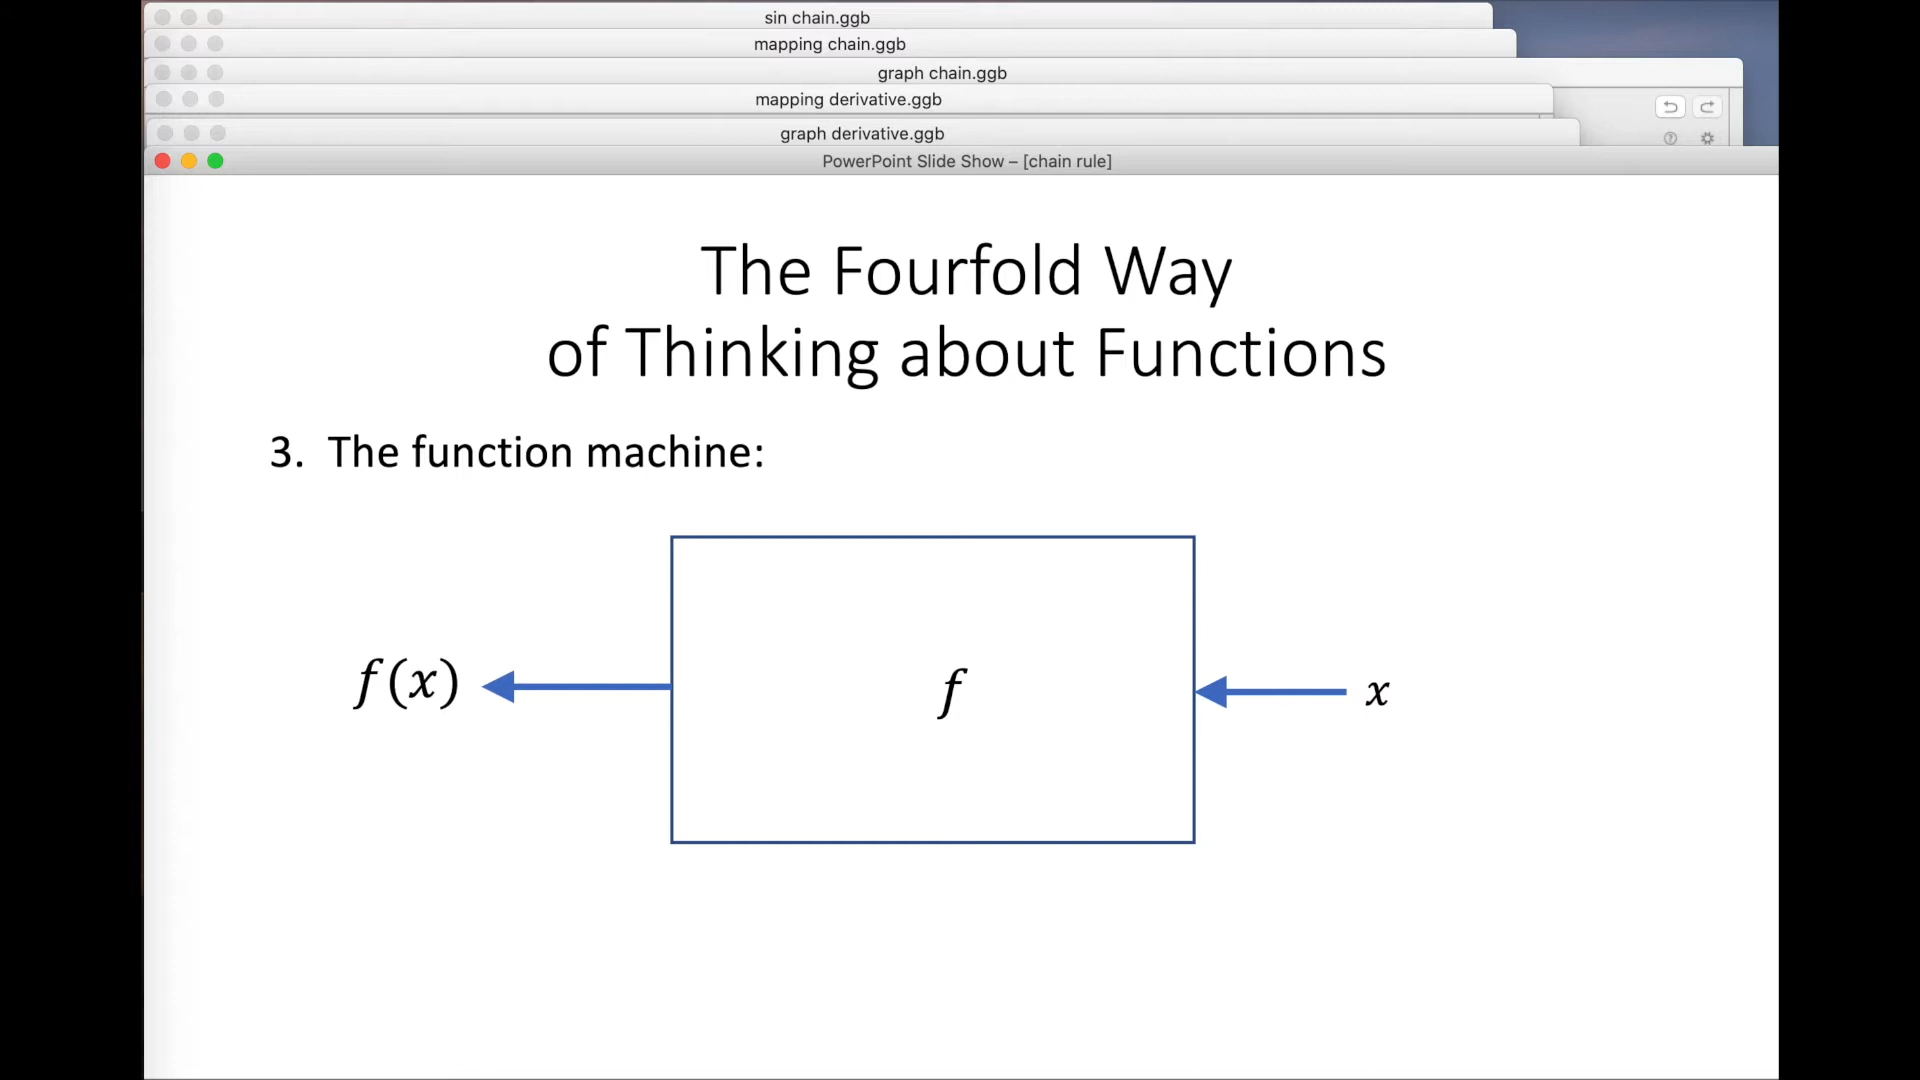 sin chain.ggb
mapping chain.ggb
graph chain.ggb
mapping derivative.ggb
graph derivative.ggb
PowerPoint Slide Show – [chain rule]
The Fourfold Way
of Thinking about Functions
3. The function machine:
f(x) f x